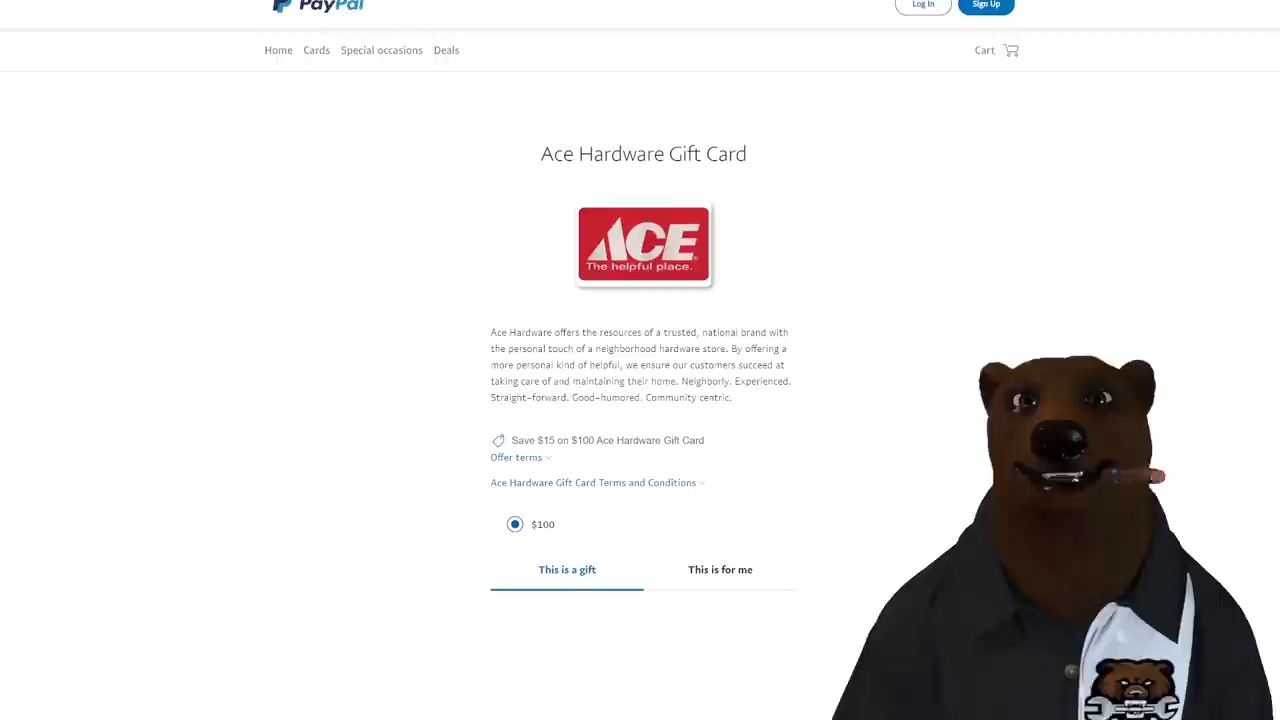 PayPal
Log In
Sign Up
Home
Cards
Special occasions
Deals
Cart
Ace Hardware Gift Card
ACE
The helpful place.
Ace Hardware offers the resources of a trusted, national brand with
the personal touch of a neighborhood hardware store. By offering a
more personal kind of helpful, we ensure our customers succeed at
taking care of and maintaining their home. Neighborly. Experienced.
Straight-forward. Good-humored. Community centric.
Save $15 on $100 Ace Hardware Gift Card
Offer terms
Ace Hardware Gift Card Terms and Conditions
$100
This is a gift
This is for me